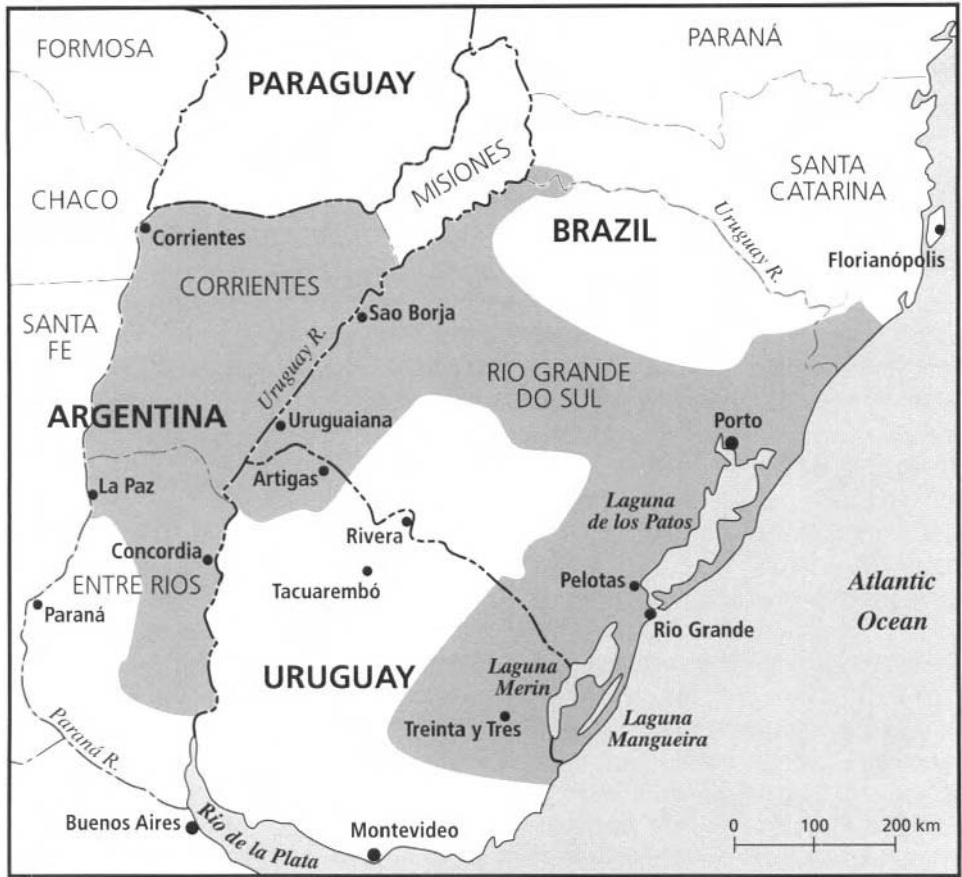 FORMOSA
PARANÁ
PARAGUAY
MISIONES
SANTA
CATARINA
CHACO
Corrientes
BRAZIL
Uruguay R.
Florianópolis
CORRIENTES
SANTA
FE
Sao Borja
Uruguay R.
RIO GRANDE
DO SUL
ARGENTINA
Uruguaiana
Porto
Artigas
La Paz
Laguna
de los Patos
Rivera
Concordia
Tacuarembó
ENTRE RIOS
Pelotas
Atlantic
Ocean
Paraná
Rio Grande
URUGUAY
Laguna
Merin
Treinta y Tres
Laguna
Mangueira
Paraná R.
Buenos Aires
Rio de la Plata
Montevideo
0 100 200 km